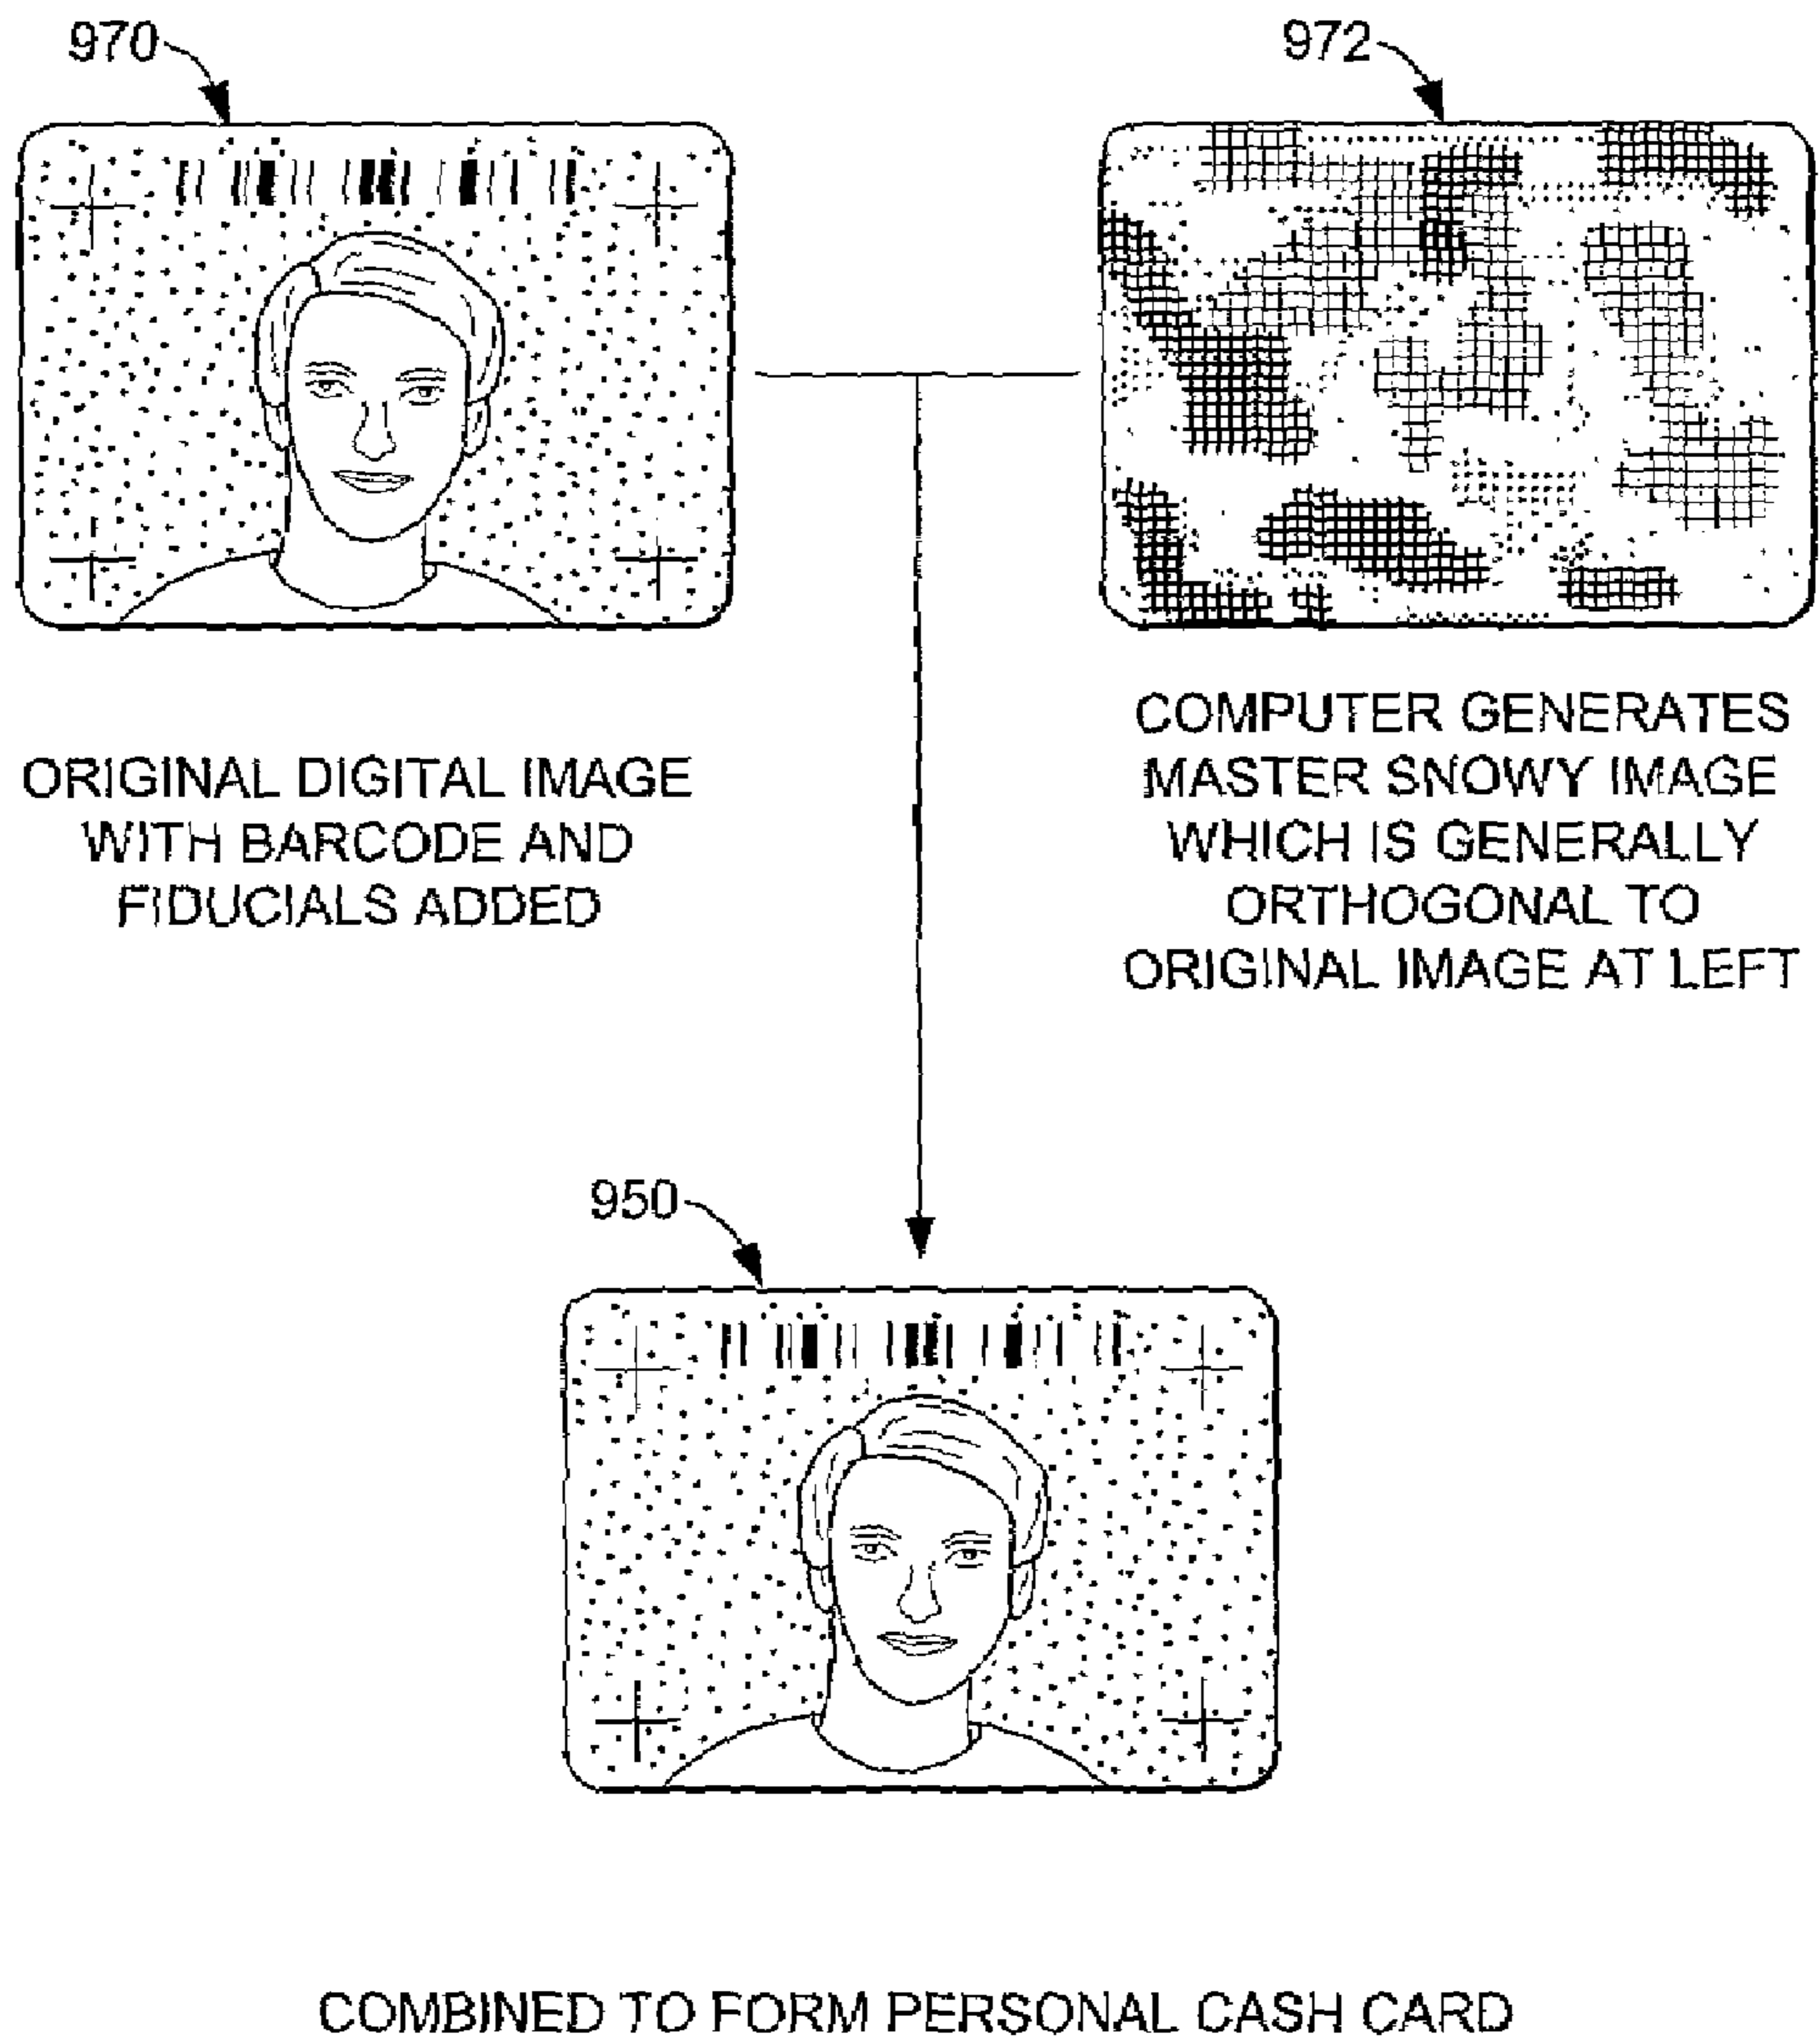 970
972
ORIGINAL DIGITAL IMAGE
WITH BARCODE AND
FIDUCIALS ADDED
COMPUTER GENERATES
MASTER SNOWY IMAGE
WHICH IS GENERALLY
ORTHOGONAL TO
ORIGINAL IMAGE AT LEFT
950
COMBINED TO FORM PERSONAL CASH CARD